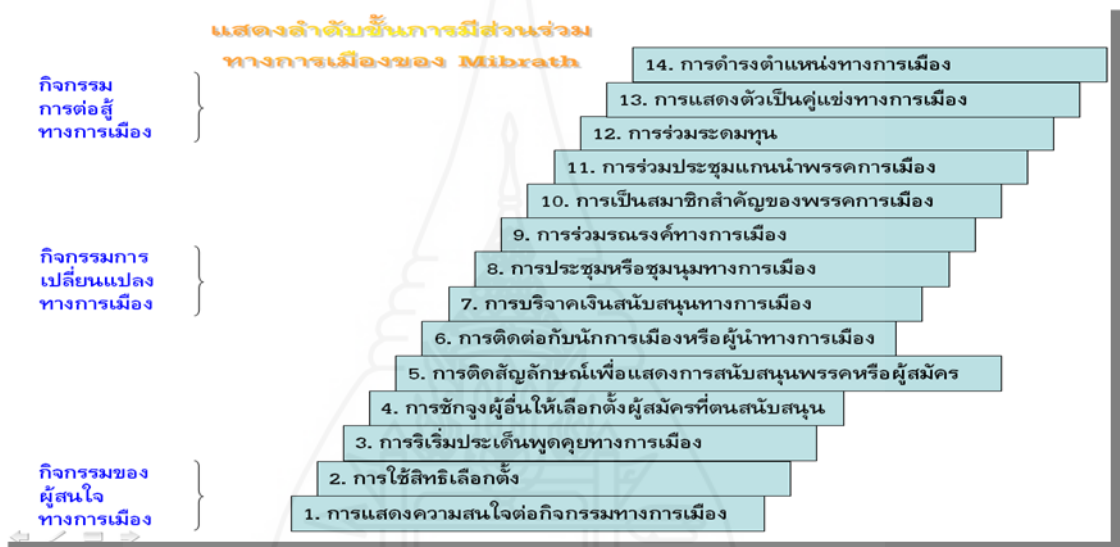 แสดงลำดับขั้นการมีส่วนร่วม
ทางการเมืองของ Mibrath
กิจกรรม
การต่อสู้
ทางการเมือง
14. การดำรงตำแหน่งทางการเมือง
13. การแสดงตัวเป็นคู่แข่งทางการเมือง
12. การร่วมระดมทุน
11. การร่วมประชุมแกนนำพรรคการเมือง
10. การเป็นสมาชิกสำคัญของพรรคการเมือง
กิจกรรมการ
เปลี่ยนแปลง
ทางการเมือง
9. การร่วมรณรงค์ทางการเมือง
8. การประชุมหรือชุมนุมทางการเมือง
7. การบริจาคเงินสนับสนุนทางการเมือง
6. การติดต่อกับนักการเมืองหรือผู้นำทางการเมือง
5. การติดสัญลักษณ์เพื่อแสดงการสนับสนุนพรรคหรือผู้สมัคร
4. การชักจูงผู้อื่นให้เลือกตั้งผู้สมัครที่ตนสนับสนุน
3. การริเริ่มประเด็นพูดคุยทางการเมือง
กิจกรรมของ
ผู้สนใจ
ทางการเมือง
2. การใช้สิทธิเลือกตั้ง
1. การแสดงความสนใจต่อกิจกรรมทางการเมือง